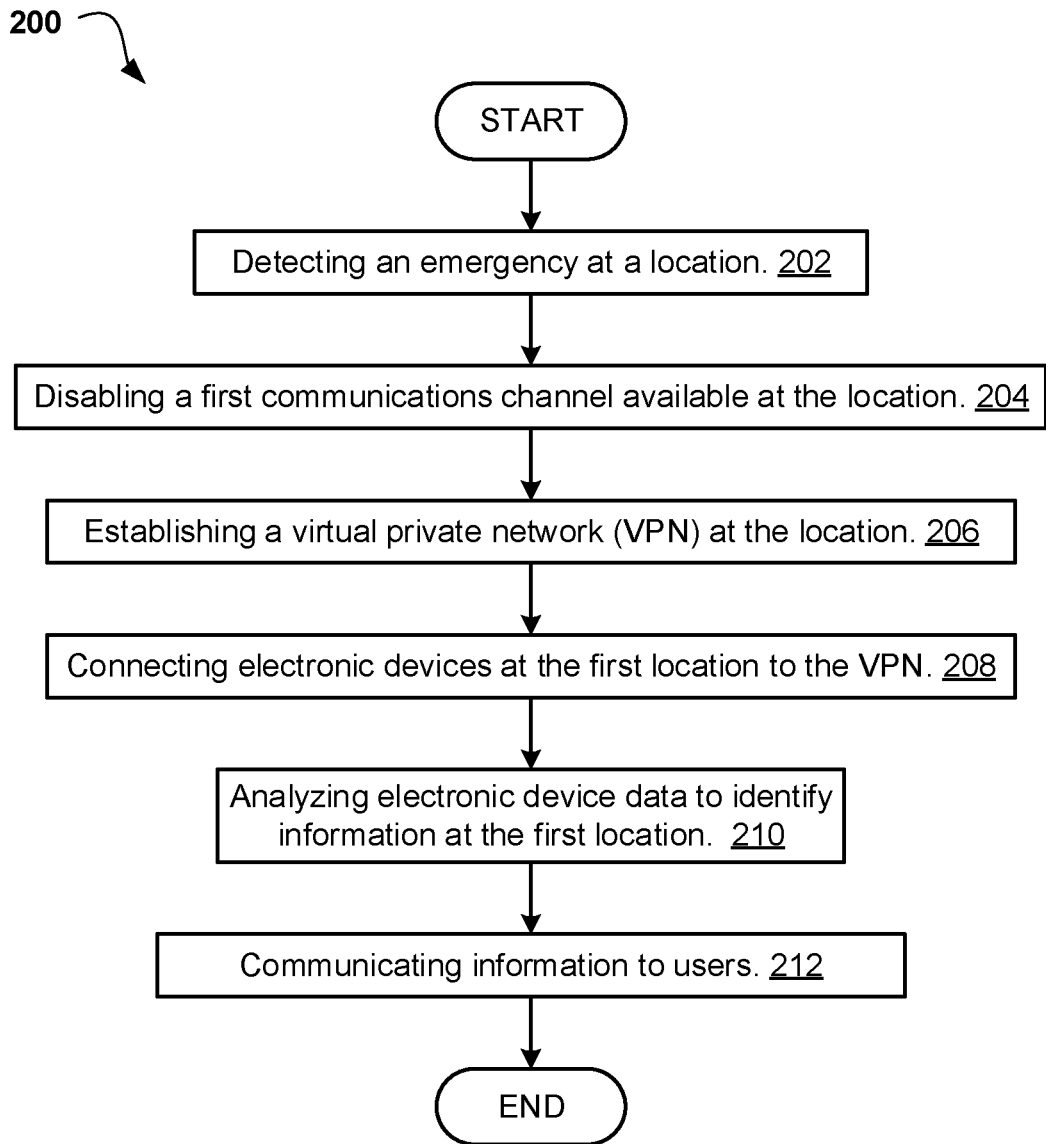 200
START
Detecting an emergency at a location. 202
Disabling a first communications channel available at the location. 204
Establishing a virtual private network (VPN) at the location. 206
Connecting electronic devices at the first location to the VPN. 208
Analyzing electronic device data to identify
information at the first location. 210
Communicating information to users. 212
END